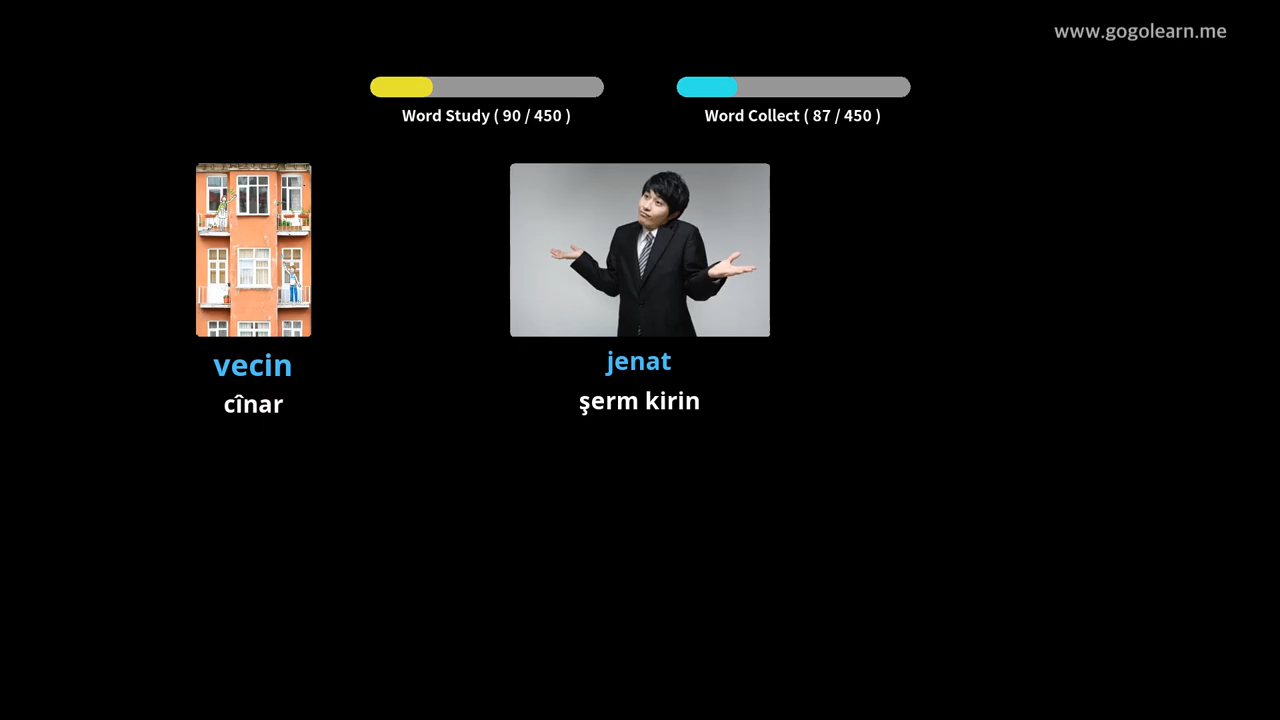 www.gogolearn.me
Word Study ( 90 / 450 )
Word Collect ( 87 / 450 )
vecin
cînar
jenat
şerm kirin